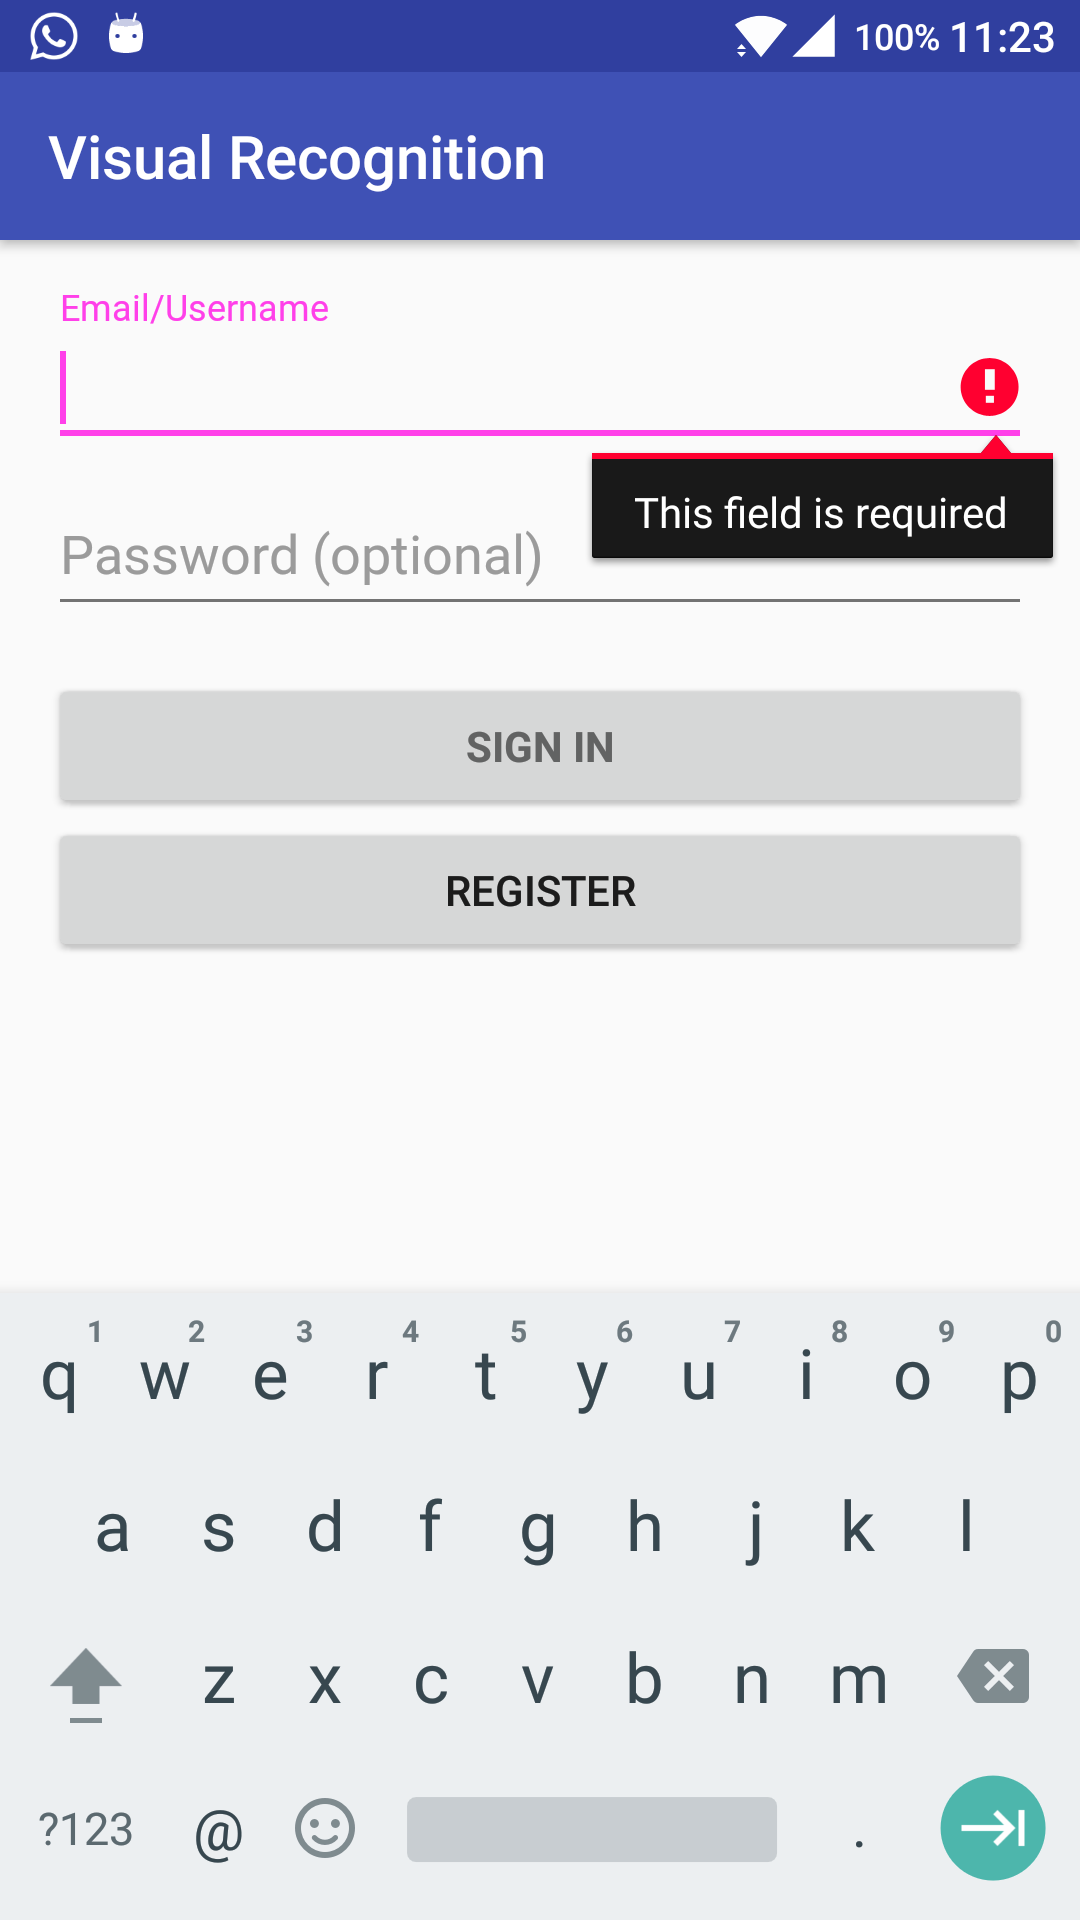 100% 11:23
Visual Recognition
Email/Username
This field is required
Password (optional)
SIGN IN
REGISTER
1 2 3 4 5 6 7 8 9 0
q w e r t y u i o p
a s d f g h j k l
z x c v b n m
?123 @ .